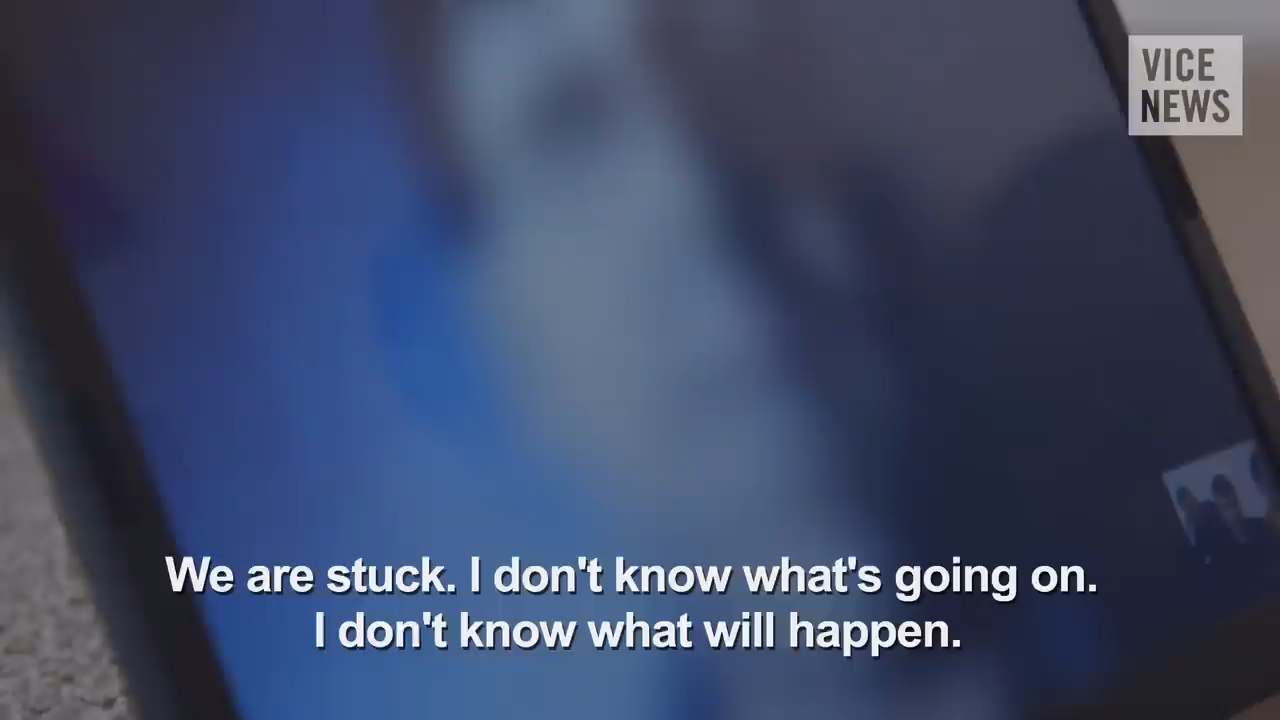 VICE
NEWS
We are stuck. I don't know what's going on.
I don't know what will happen.